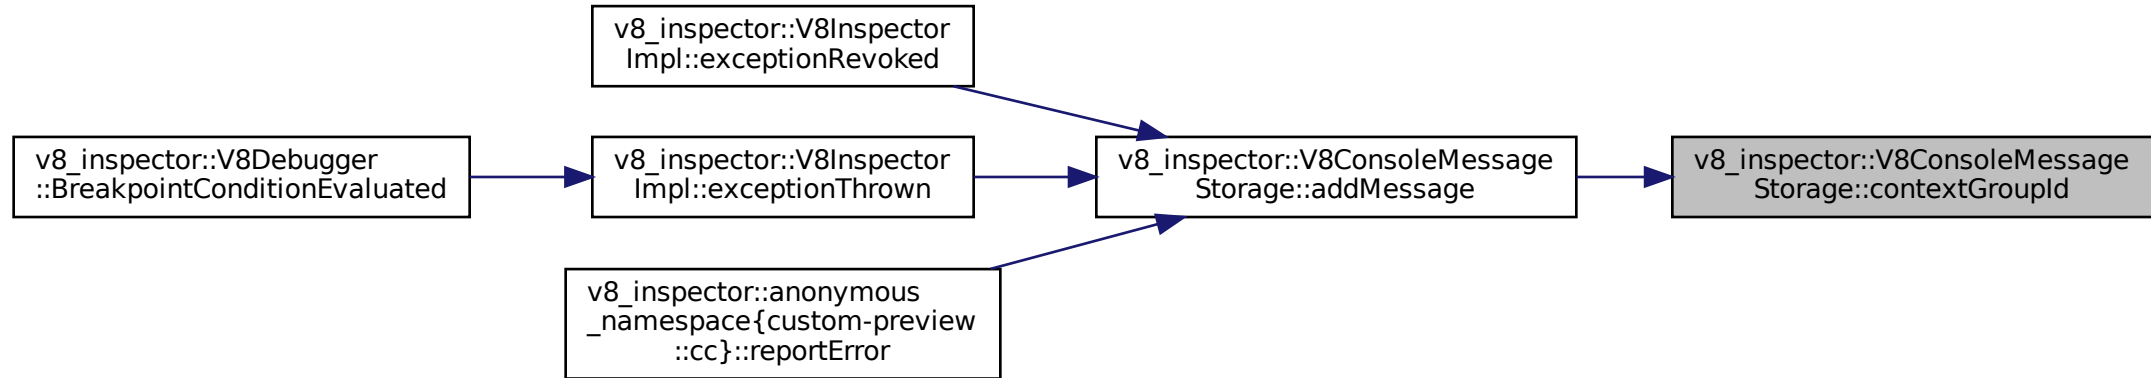 v8_inspector::V8Inspector
Impl::exceptionRevoked
v8_inspector::V8Debugger
::BreakpointConditionEvaluated
v8_inspector::V8Inspector
Impl::exceptionThrown
v8_inspector::V8ConsoleMessage
Storage::addMessage
v8_inspector::V8ConsoleMessage
Storage::contextGroupId
v8_inspector::anonymous
_namespace{custom-preview
::cc}::reportError